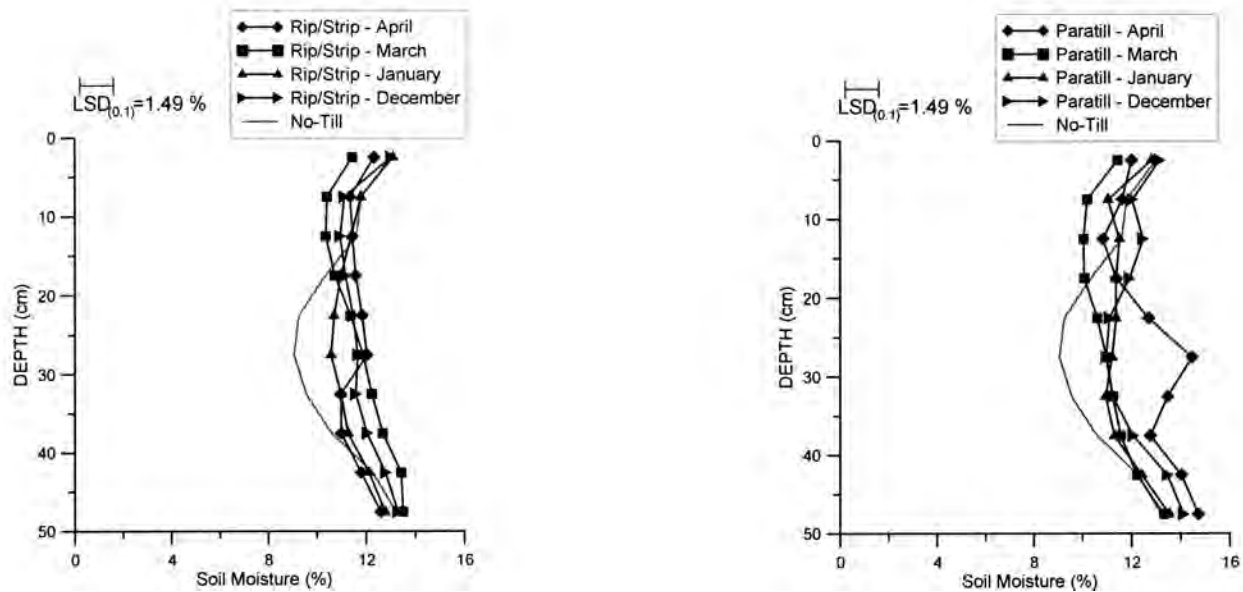 Rip/Strip - April
Rip/Strip - March
Rip/Strip - January
Rip/Strip - December
No-Till
LSD(0.1)=1.49 %
0
10
20
30
40
50
DEPTH (cm)
0
4
8
12
16
Soil Moisture (%)
Paratill - April
Paratill - March
Paratill - January
Paratill - December
No-Till
LSD(0.1)=1.49 %
0
10
20
30
40
50
DEPTH (cm)
0
4
8
12
16
Soil Moisture (%)